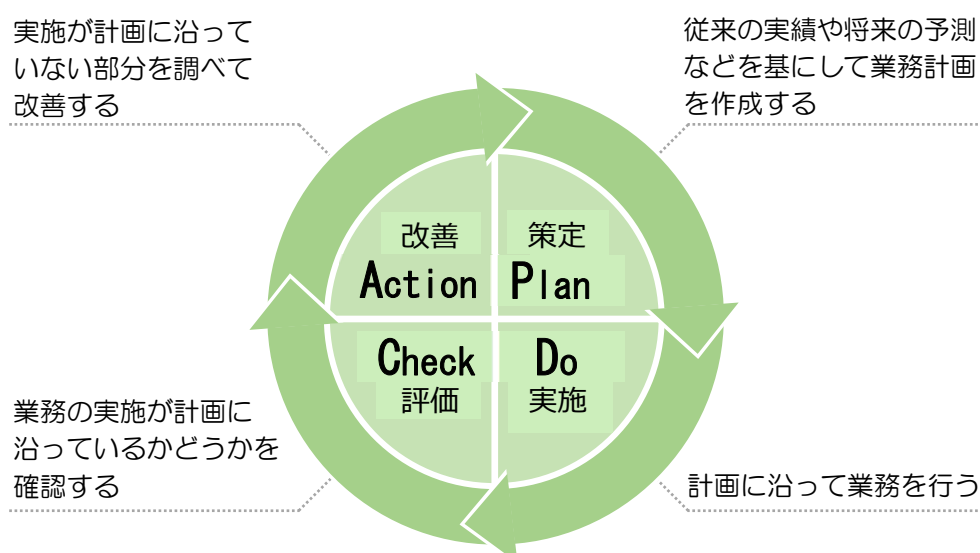 実施が計画に沿って
いない部分を調べて
改善する
従来の実績や将来の予測
などを基にして業務計画
を作成する
改善
Action
策定
Plan
Check
評価
Do
実施
業務の実施が計画に
沿っているかどうかを
確認する
計画に沿って業務を行う